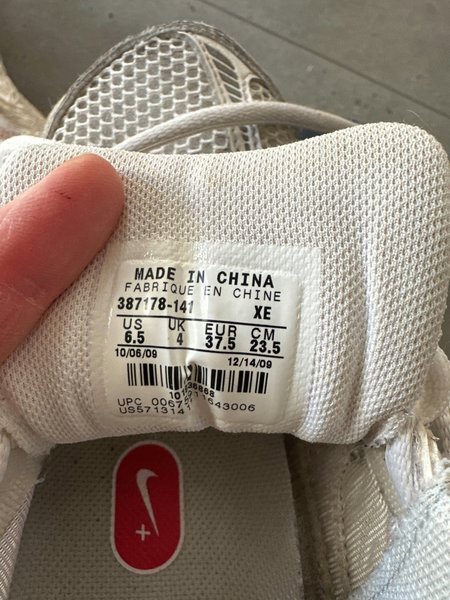 MADE IN CHINA
FABRIQUE EN CHINE
387178-141 XE
US UK EUR CM
6.5 4 37.5 23.5
10/06/09 12/14/09
UPC